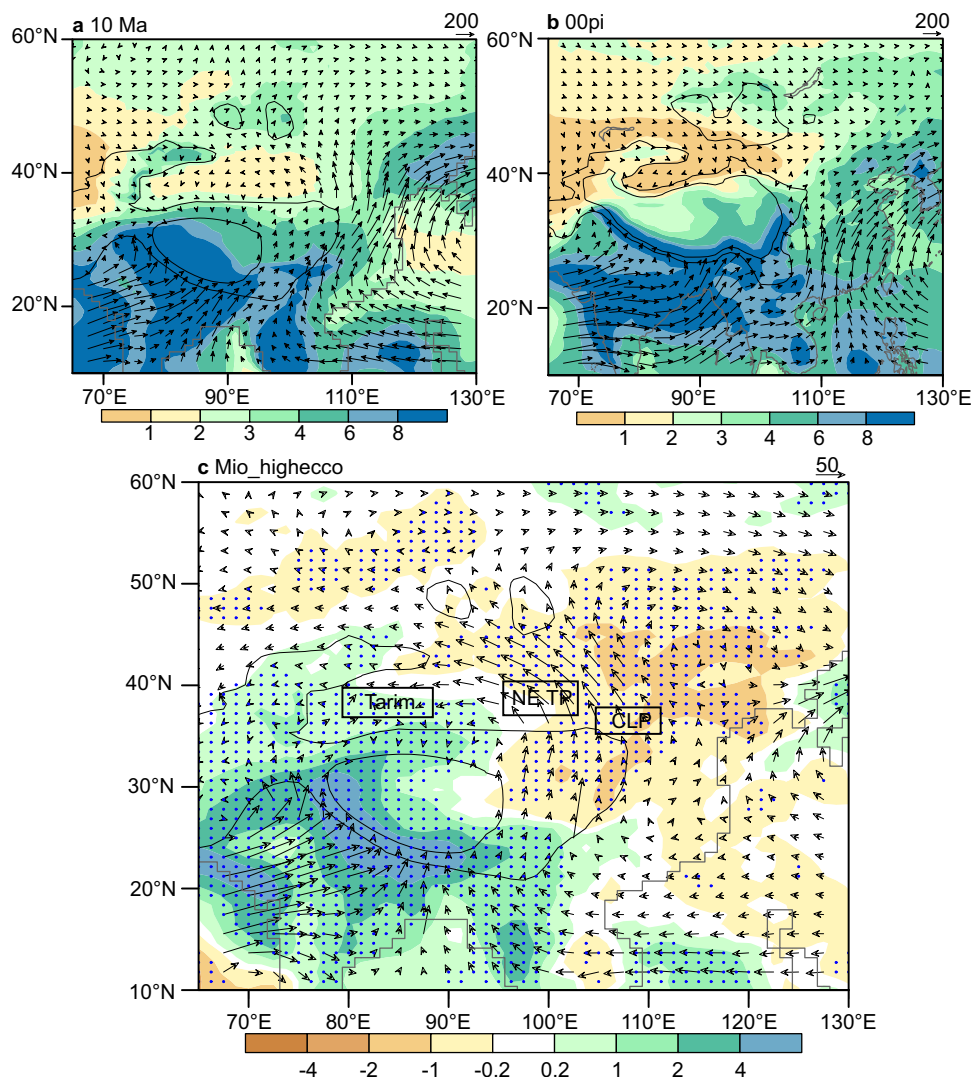 a 10 Ma 200 b 00pi 200
60°N 60°N
40°N 40°N
20°N 20°N
70°E 90°E 110°E 130°E 70°E 90°E 110°E 130°E
1 2 3 4 6 8 1 2 3 4 6 8
c Mio_highecco 50
60°N
50°N
40°N
Tarim NE TP CLP
30°N
20°N
10°N
70°E 80°E 90°E 100°E 110°E 120°E 130°E
-4 -2 -1 -0.2 0.2 1 2 4